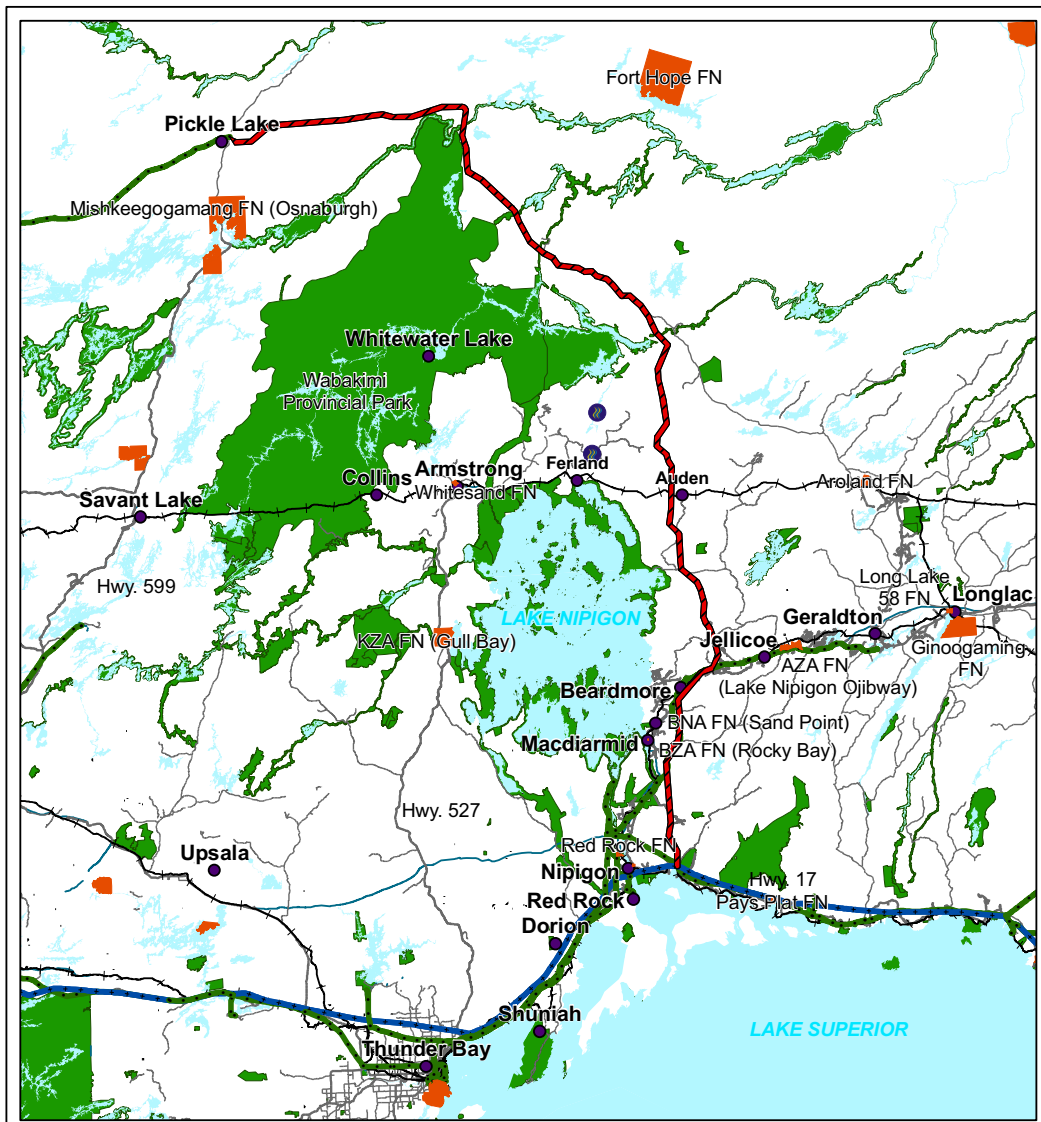 Fort Hope FN
Pickle Lake
Mishkeegogamang FN (Osnaburgh)
Whitewater Lake
Wabakimi
Provincial Park
Collins
Armstrong
Whitesand FN
Ferland
Auden
Aroland FN
Savant Lake
Hwy. 599
LAKE NIPIGON
KZA FN (Gull Bay)
Long Lake
58 FN
Longlac
Geraldton
Ginoogaming
FN
Jellicoe
AZA FN
(Lake Nipigon Ojibway)
Beardmore
BNA FN (Sand Point)
Macdiarmid
BZA FN (Rocky Bay)
Hwy. 527
Upsala
Red Rock FN
Nipigon
Hwy. 17
Pays Plat FN
Red Rock
Dorion
Shuniah
LAKE SUPERIOR
Thunder Bay